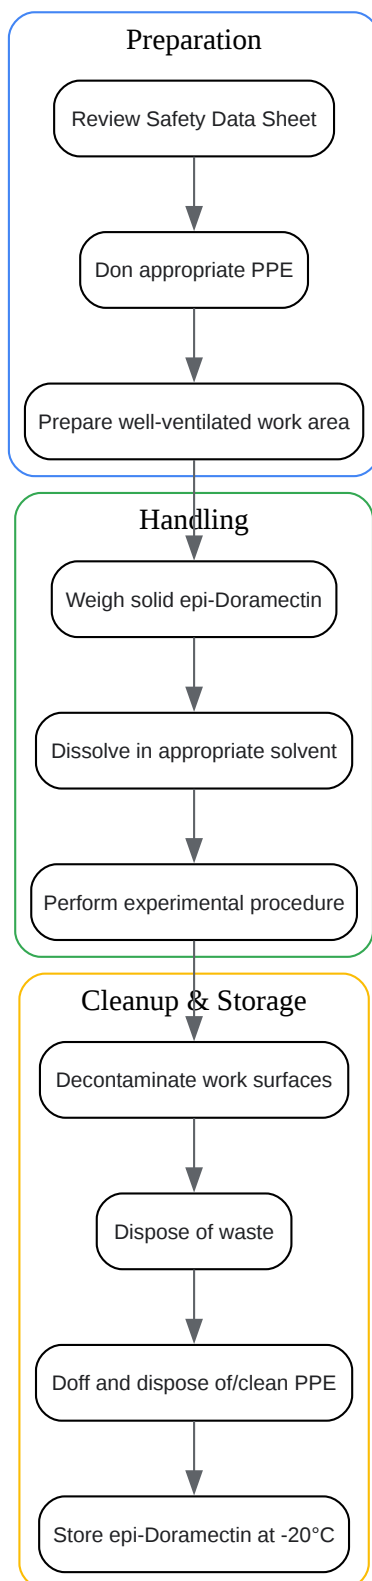 Preparation
Review Safety Data Sheet
Don appropriate PPE
Prepare well-ventilated work area
Handling
Weigh solid epi-Doramectin
Dissolve in appropriate solvent
Perform experimental procedure
Cleanup & Storage
Decontaminate work surfaces
Dispose of waste
Doff and dispose of/clean PPE
Store epi-Doramectin at -20°C